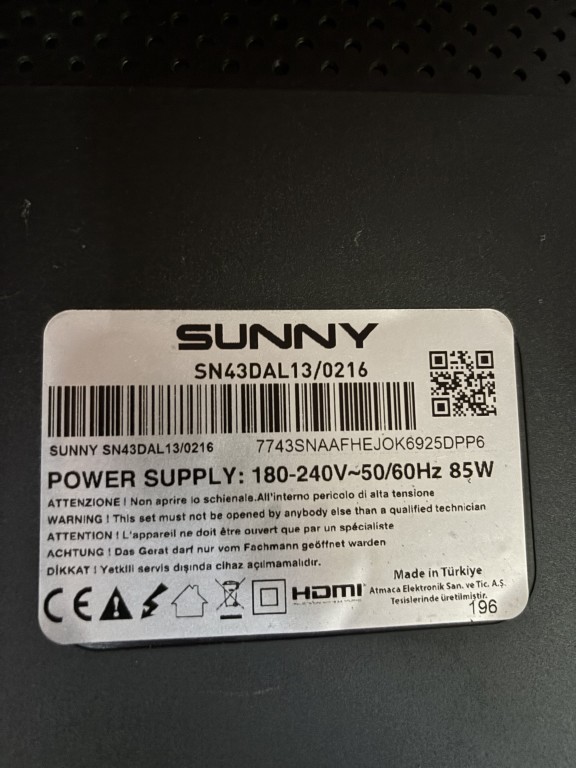 SUNNY
SN43DAL13/0216
SUNNY SN43DAL13/0216 7743SNAAFHEJOK6925DPP6
POWER SUPPLY: 180-240V~50/60Hz 85W
ATTENZIONE ! Non aprire lo schienale.All'interno pericolo di alta tensione
WARNING ! This set must not be opened by anybody else than a qualified technician
ATTENTION ! L'appareil ne doit être ouvert que par un spécialiste
ACHTUNG ! Das Gerat darf nur vom Fachmann geöffnet warden
DİKKAT ! Yetkili servis dışında cihaz açılmamalıdır.
CE HDMI
Made in Türkiye
Atmaca Elektronik San. ve Tic. A.Ş.
Tesislerinde üretilmiştir.
196